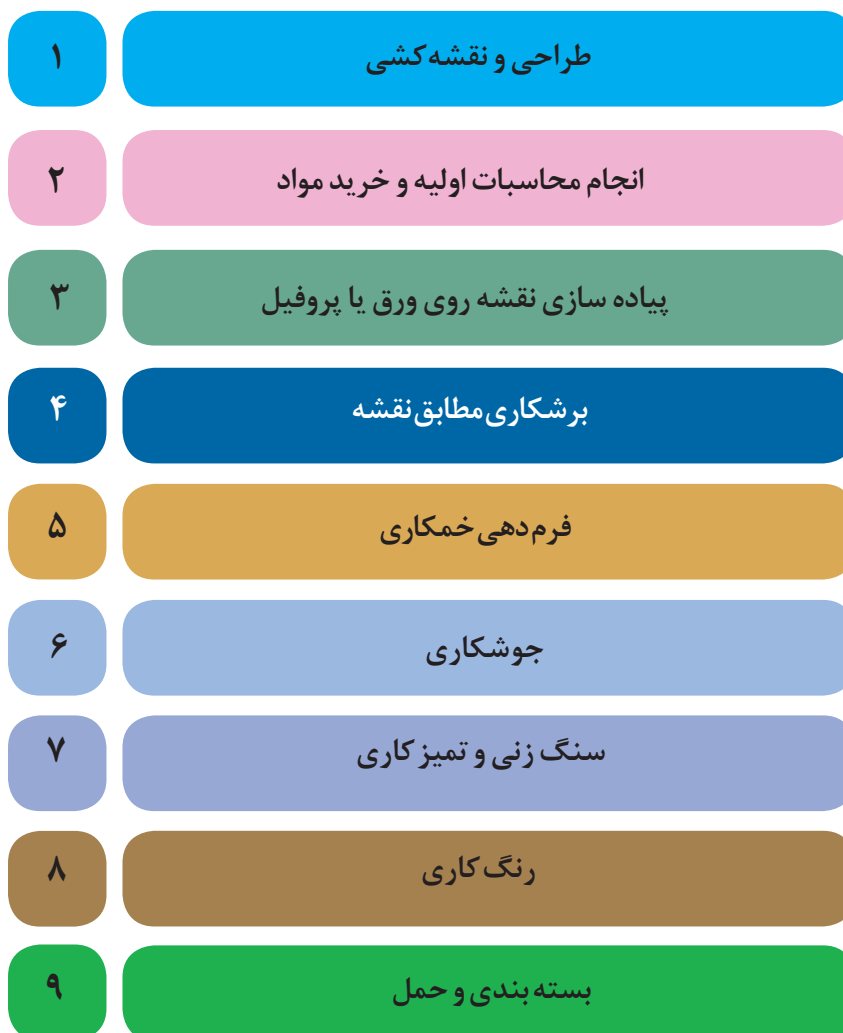 ۱ طراحی و نقشه‌کشی
۲ انجام محاسبات اولیه و خرید مواد
۳ پیاده سازی نقشه روی ورق یا پروفیل
۴ برشکاری مطابق نقشه
۵ فرم‌دهی خمکاری
۶ جوشکاری
۷ سنگ زنی و تمیز کاری
۸ رنگ کاری
۹ بسته بندی و حمل